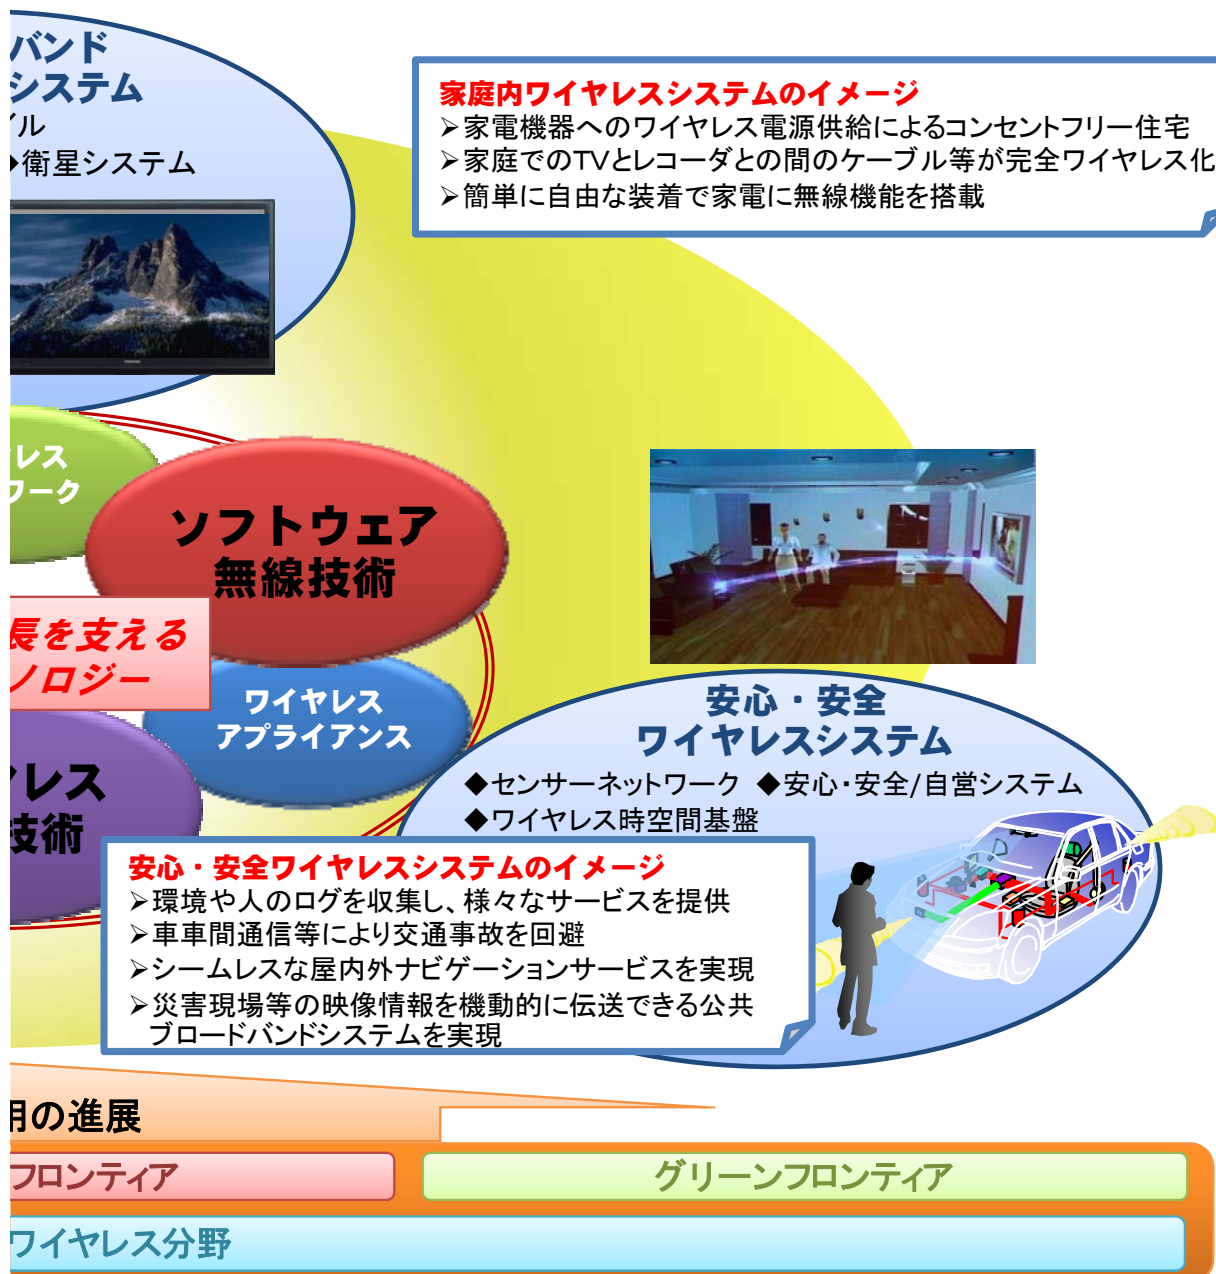 バンド
システム
イル
◆衛星システム
家庭内ワイヤレスシステムのイメージ
➢家電機器へのワイヤレス電源供給によるコンセントフリー住宅
➢家庭でのTVとレコーダとの間のケーブル等が完全ワイヤレス化
➢簡単に自由な装着で家電に無線機能を搭載
レス
ワーク
ソフトウェア
無線技術
長を支える
ノロジー
ワイヤレス
アプライアンス
レス
技術
安心・安全
ワイヤレスシステム
◆センサーネットワーク ◆安心・安全/自営システム
◆ワイヤレス時空間基盤
安心・安全ワイヤレスシステムのイメージ
➢環境や人のログを収集し、様々なサービスを提供
➢車車間通信等により交通事故を回避
➢シームレスな屋内外ナビゲーションサービスを実現
➢災害現場等の映像情報を機動的に伝送できる公共
ブロードバンドシステムを実現
用の進展
フロンティア
グリーンフロンティア
ワイヤレス分野